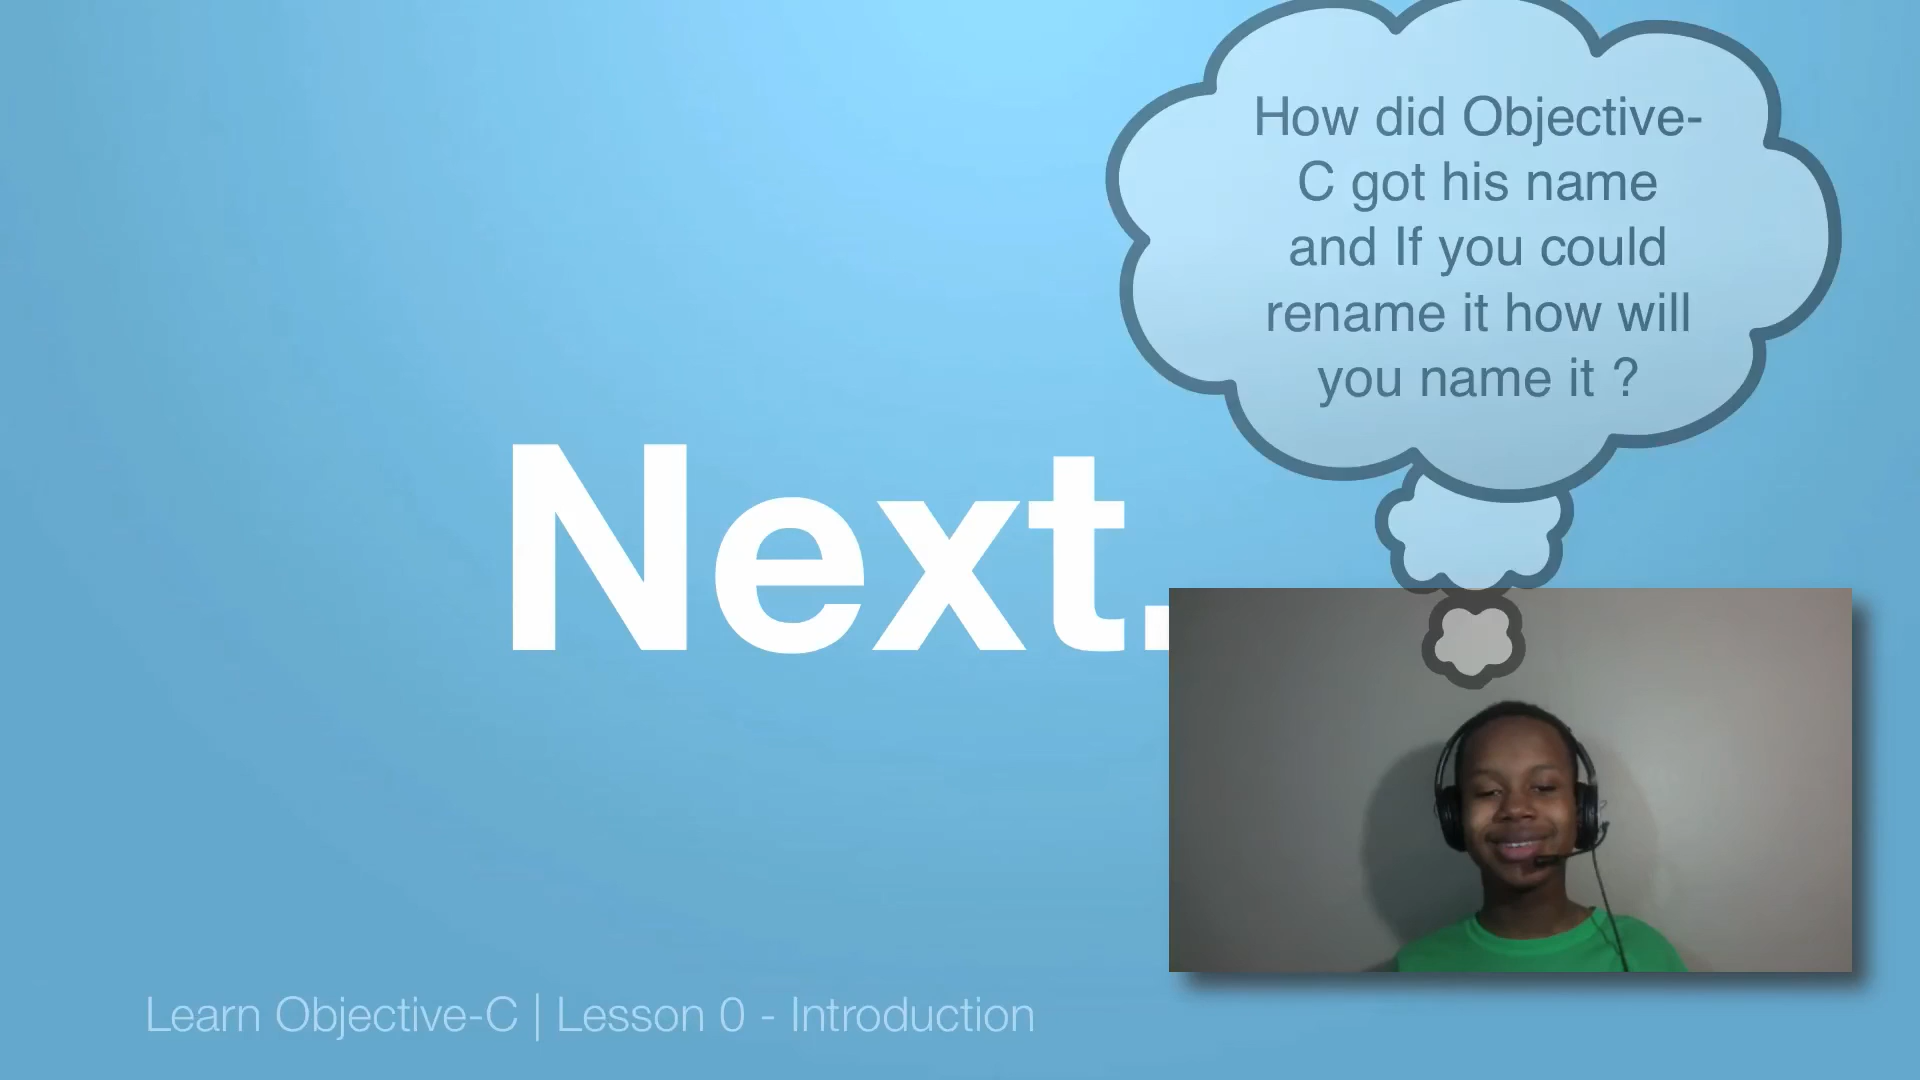 How did Objective-
C got his name
and If you could
rename it how will
you name it ?
Next.
Learn Objective-C | Lesson 0 - Introduction